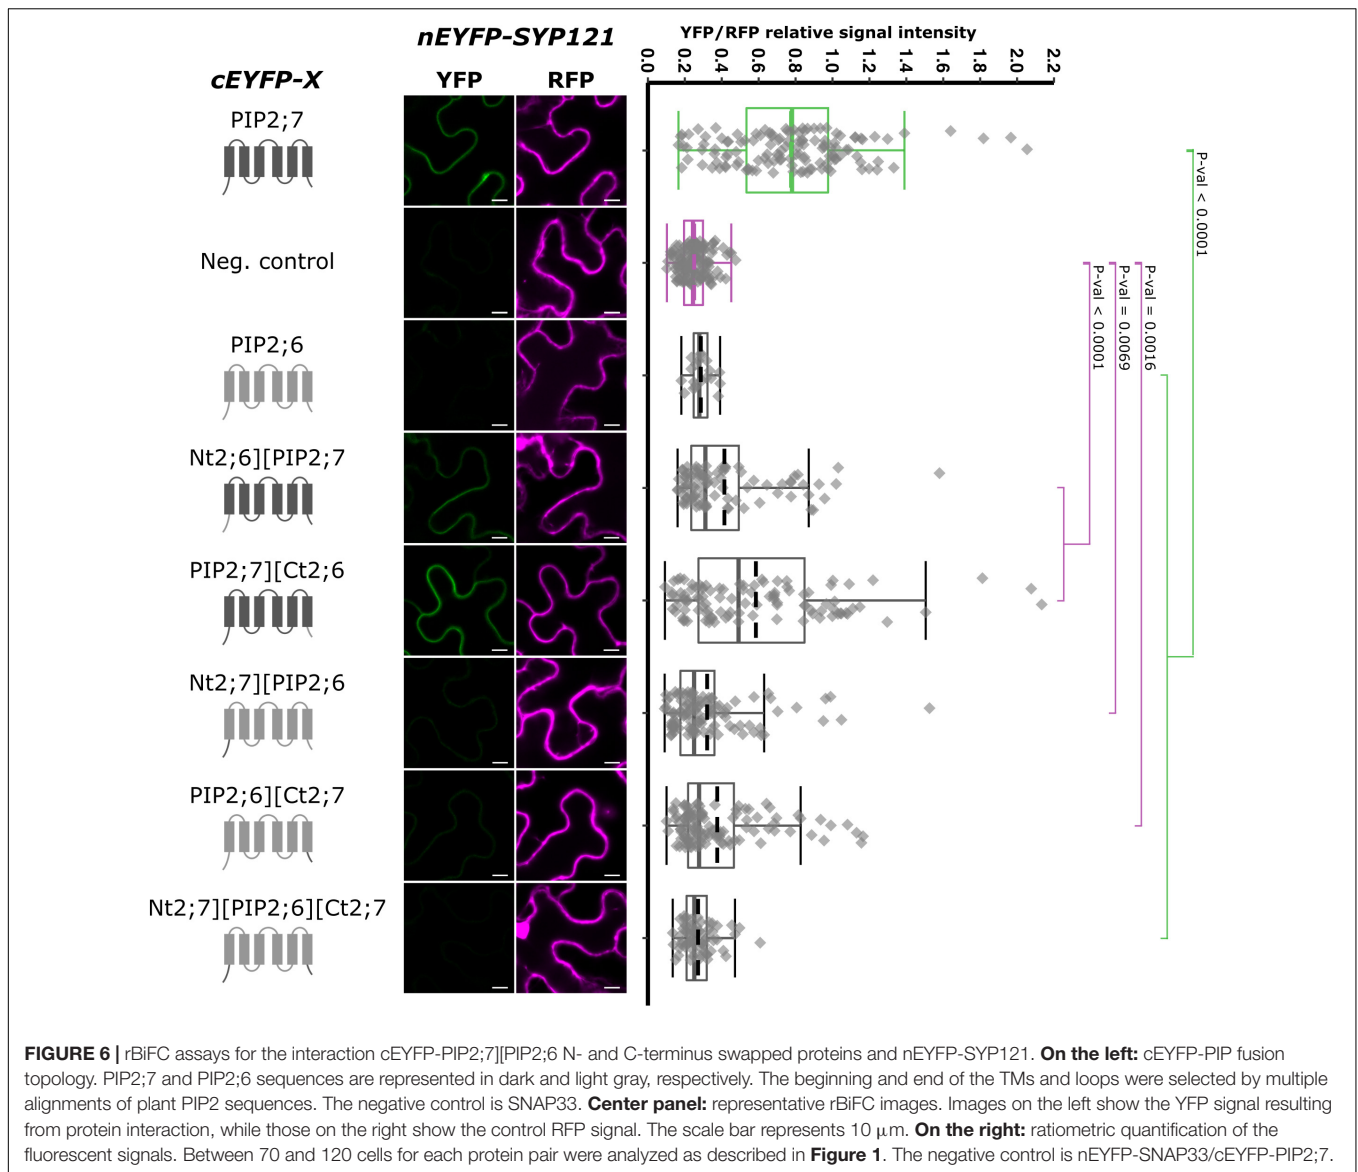 nEYFP-SYP121
cEYFP-X
YFP
RFP
YFP/RFP relative signal intensity
0.0
0.2
0.4
0.6
0.8
1.0
1.2
1.4
1.6
1.8
2.0
2.2
PIP2;7
Neg. control
PIP2;6
Nt2;6][PIP2;7
PIP2;7][Ct2;6
Nt2;7][PIP2;6
PIP2;6][Ct2;7
Nt2;7][PIP2;6][Ct2;7
P-val < 0.0001
P-val = 0.0016
P-val = 0.0069
P-val < 0.0001
FIGURE 6 | rBiFC assays for the interaction cEYFP-PIP2;7][PIP2;6 N- and C-terminus swapped proteins and nEYFP-SYP121. On the left: cEYFP-PIP fusion
topology. PIP2;7 and PIP2;6 sequences are represented in dark and light gray, respectively. The beginning and end of the TMs and loops were selected by multiple
alignments of plant PIP2 sequences. The negative control is SNAP33. Center panel: representative rBiFC images. Images on the left show the YFP signal resulting
from protein interaction, while those on the right show the control RFP signal. The scale bar represents 10 μm. On the right: ratiometric quantification of the
fluorescent signals. Between 70 and 120 cells for each protein pair were analyzed as described in Figure 1. The negative control is nEYFP-SNAP33/cEYFP-PIP2;7.